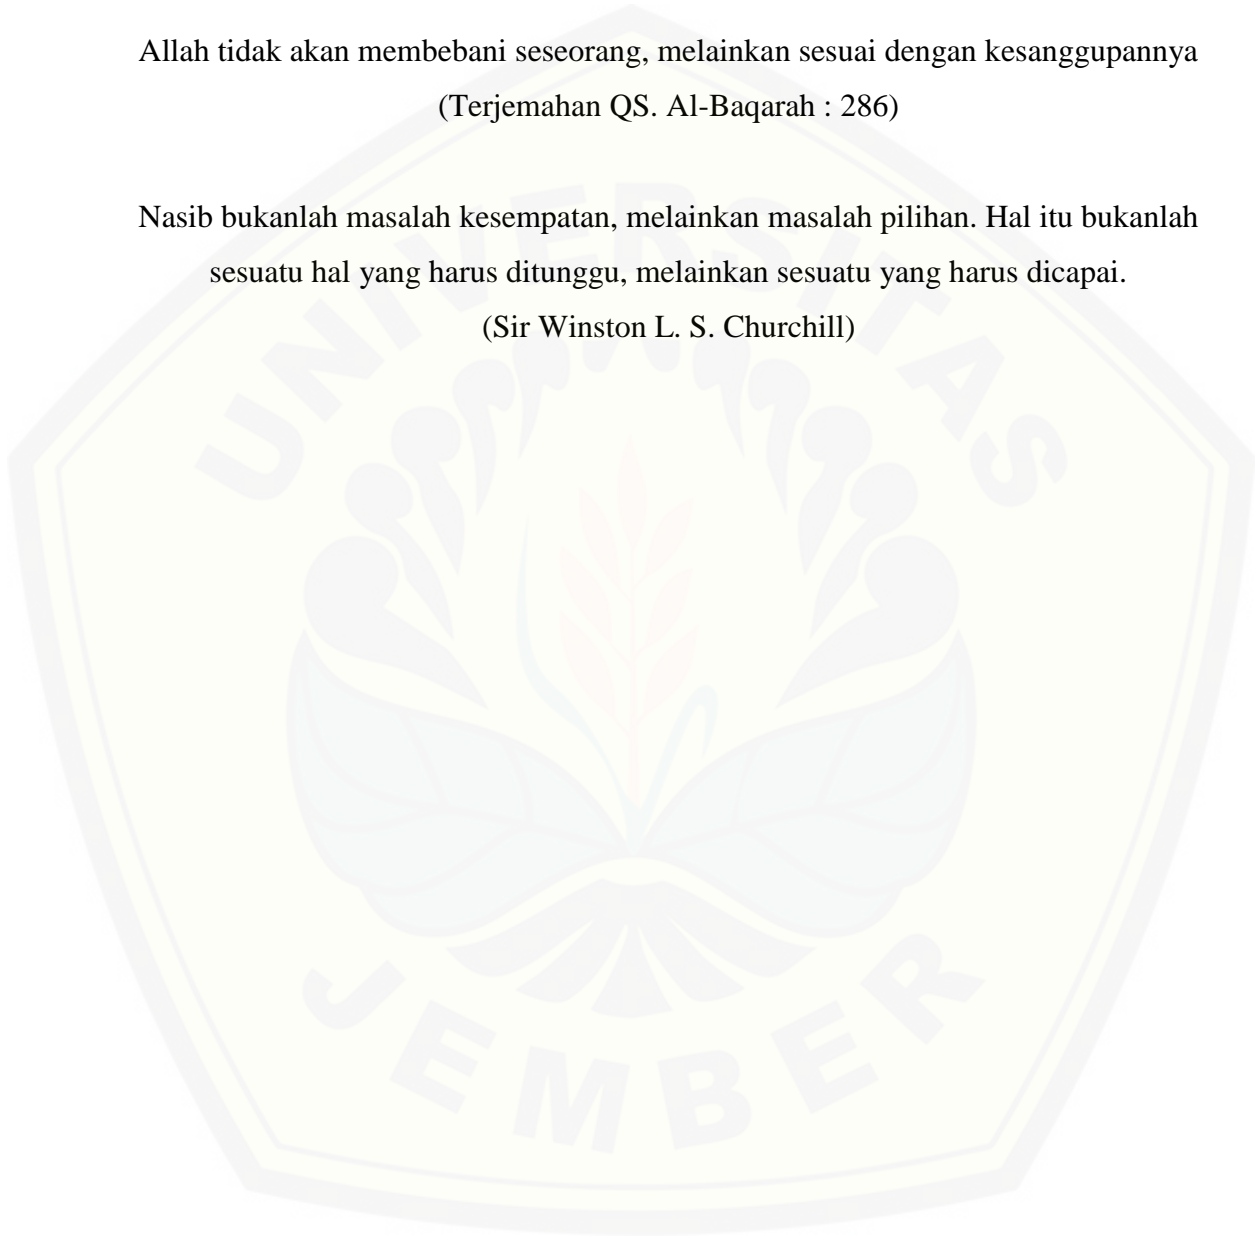 Allah tidak akan membebani seseorang, melainkan sesuai dengan kesanggupannya
(Terjemahan QS. Al-Baqarah : 286)
Nasib bukanlah masalah kesempatan, melainkan masalah pilihan. Hal itu bukanlah
sesuatu hal yang harus ditunggu, melainkan sesuatu yang harus dicapai.
(Sir Winston L. S. Churchill)
UNIVERSITAS
JEMBER